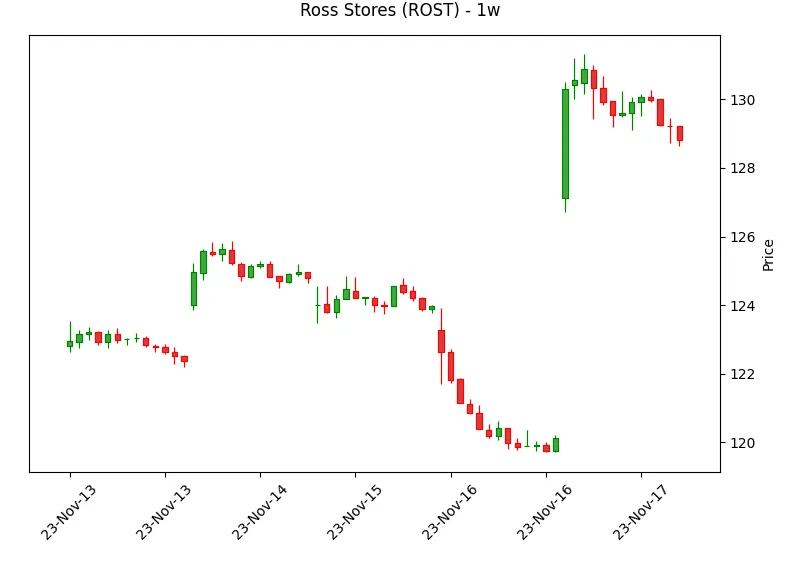 Ross Stores (ROST) - 1w
130
128
126
124
122
120
Price
23-Nov-13
23-Nov-13
23-Nov-14
23-Nov-15
23-Nov-16
23-Nov-16
23-Nov-17